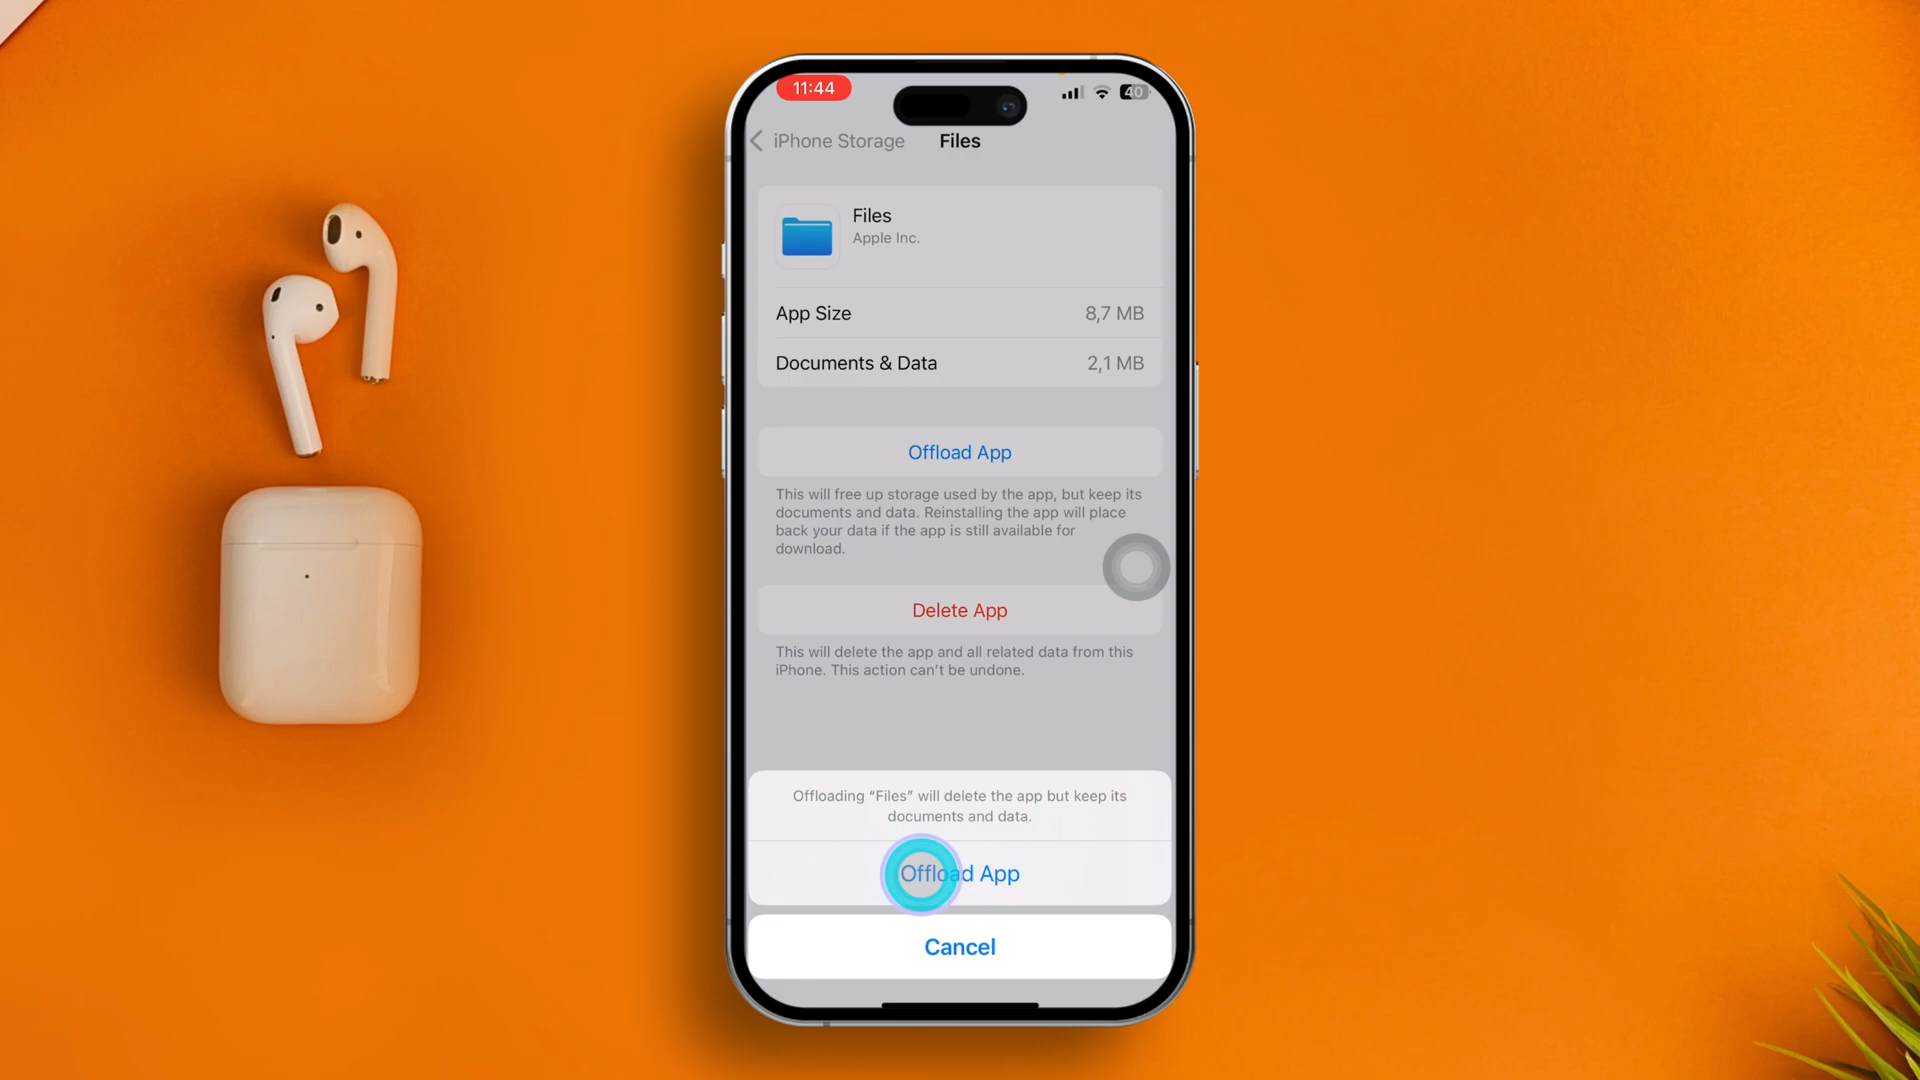 11:44
40
iPhone Storage
Files
Files
Apple Inc.
App Size
8,7 MB
Documents & Data
2,1 MB
Offload App
This will free up storage used by the app, but keep its
documents and data. Reinstalling the app will place
back your data if the app is still available for
download.
Delete App
This will delete the app and all related data from this
iPhone. This action can’t be undone.
Offloading “Files” will delete the app but keep its
documents and data.
Offload App
Cancel